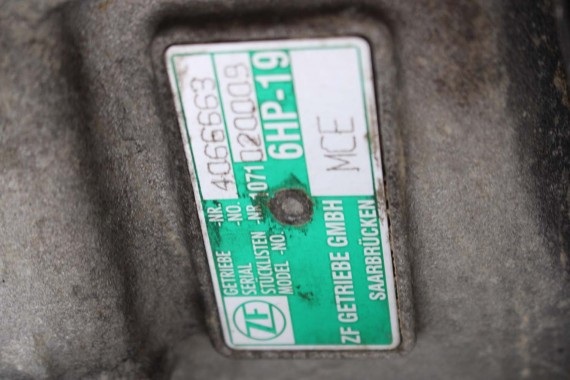 ZF
GETRIEBE -NR. 4066663
SERIAL -NO.
STÜCKLISTEN -NR. 1071 020009
MODEL -NO. 6HP-19
ZF GETRIEBE GMBH
SAARBRÜCKEN
MCE